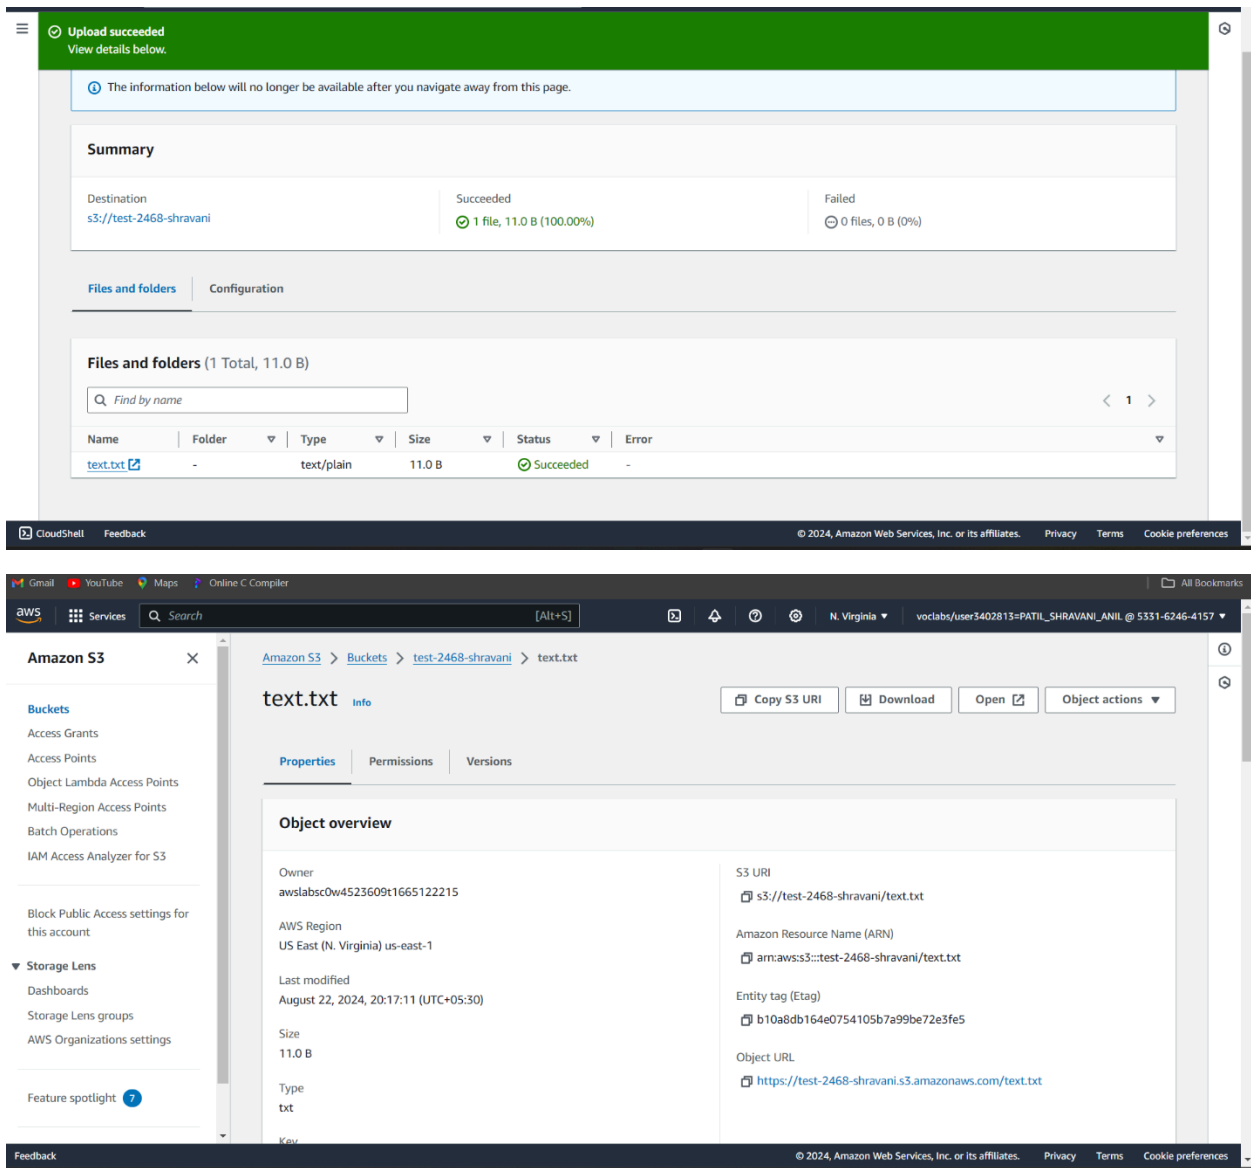 Upload succeeded
View details below.
The information below will no longer be available after you navigate away from this page.
Summary
Destination
s3://test-2468-shravani
Succeeded
1 file, 11.0 B (100.00%)
Failed
0 files, 0 B (0%)
Files and folders
Configuration
Files and folders (1 Total, 11.0 B)
Find by name
1
Name Folder Type Size Status Error
text.txt - text/plain 11.0 B Succeeded -
CloudShell Feedback © 2024, Amazon Web Services, Inc. or its affiliates. Privacy Terms Cookie preferences
Gmail YouTube Maps Online C Compiler All Bookmarks
aws Services Search [Alt+S] N. Virginia voclabs/user3402813=PATIL_SHRAVANI_ANIL @ 5331-6246-4157
Amazon S3
Buckets
Access Grants
Access Points
Object Lambda Access Points
Multi-Region Access Points
Batch Operations
IAM Access Analyzer for S3
Block Public Access settings for
this account
Storage Lens
Dashboards
Storage Lens groups
AWS Organizations settings
Feature spotlight 7
Amazon S3 > Buckets > test-2468-shravani > text.txt
text.txt Info
Copy S3 URI Download Open Object actions
Properties Permissions Versions
Object overview
Owner
awslabsc0w4523609t1665122215
AWS Region
US East (N. Virginia) us-east-1
Last modified
August 22, 2024, 20:17:11 (UTC+05:30)
Size
11.0 B
Type
txt
Key
S3 URI
s3://test-2468-shravani/text.txt
Amazon Resource Name (ARN)
arn:aws:s3:::test-2468-shravani/text.txt
Entity tag (Etag)
b10a8db164e0754105b7a99be72e3fe5
Object URL
https://test-2468-shravani.s3.amazonaws.com/text.txt
Feedback © 2024, Amazon Web Services, Inc. or its affiliates. Privacy Terms Cookie preferences